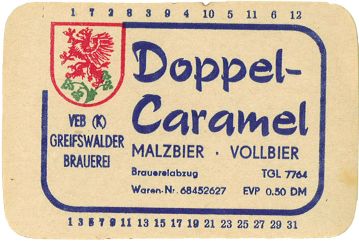 1 7 2 8 3 9 4 10 5 11 6 12
Doppel-
Caramel
VEB (K)
GREIFSWALDER
BRAUEREI
MALZBIER · VOLLBIER
Brauereiabzug TGL 7764
Waren-Nr. 68452627 EVP 0.50 DM
1 3 5 7 9 11 13 15 17 19 21 23 25 27 29 31